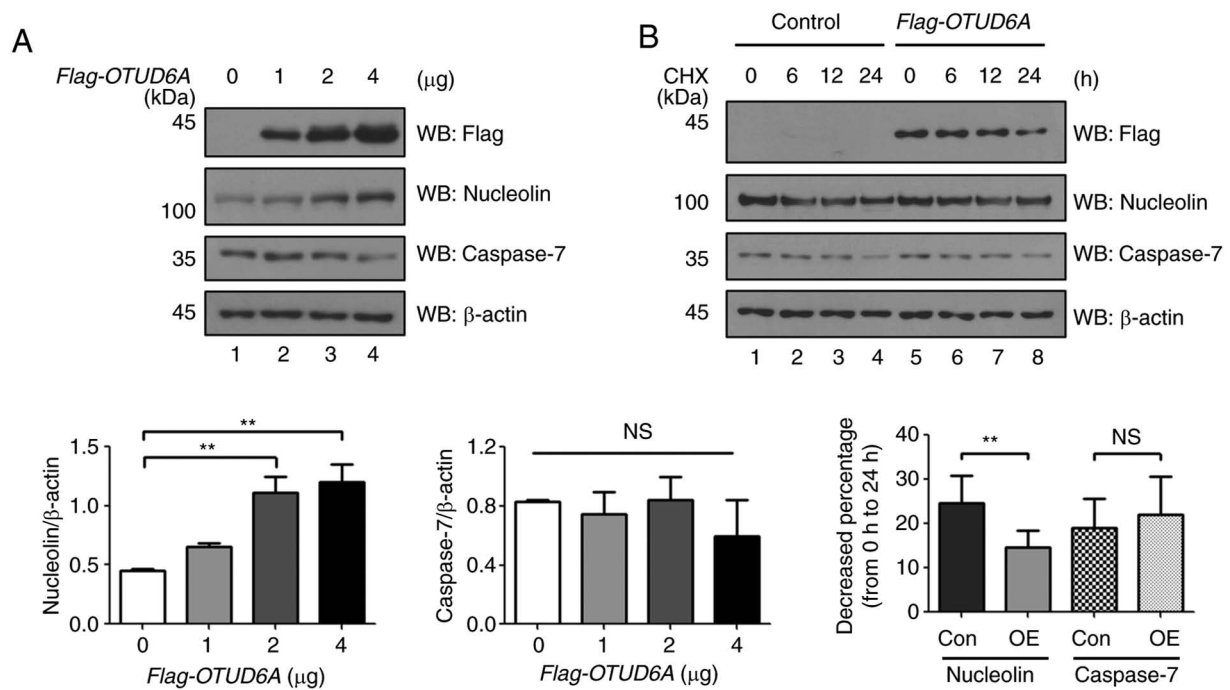 A
Flag-OTUD6A 0 1 2 4 (μg)
(kDa)
45 WB: Flag
WB: Nucleolin
100
35 WB: Caspase-7
45 WB: β-actin
1 2 3 4
B
Control Flag-OTUD6A
CHX 0 6 12 24 0 6 12 24 (h)
(kDa)
45 WB: Flag
100 WB: Nucleolin
35 WB: Caspase-7
45 WB: β-actin
1 2 3 4 5 6 7 8
**
**
1.5
1.0
0.5
0.0
Nucleolin/β-actin
0 1 2 4
Flag-OTUD6A (μg)
NS
1.2
0.8
0.4
0.0
Caspase-7/β-actin
0 1 2 4
Flag-OTUD6A (μg)
** NS
40
30
20
10
0
Decreased percentage
(from 0 h to 24 h)
Con OE Con OE
Nucleolin Caspase-7